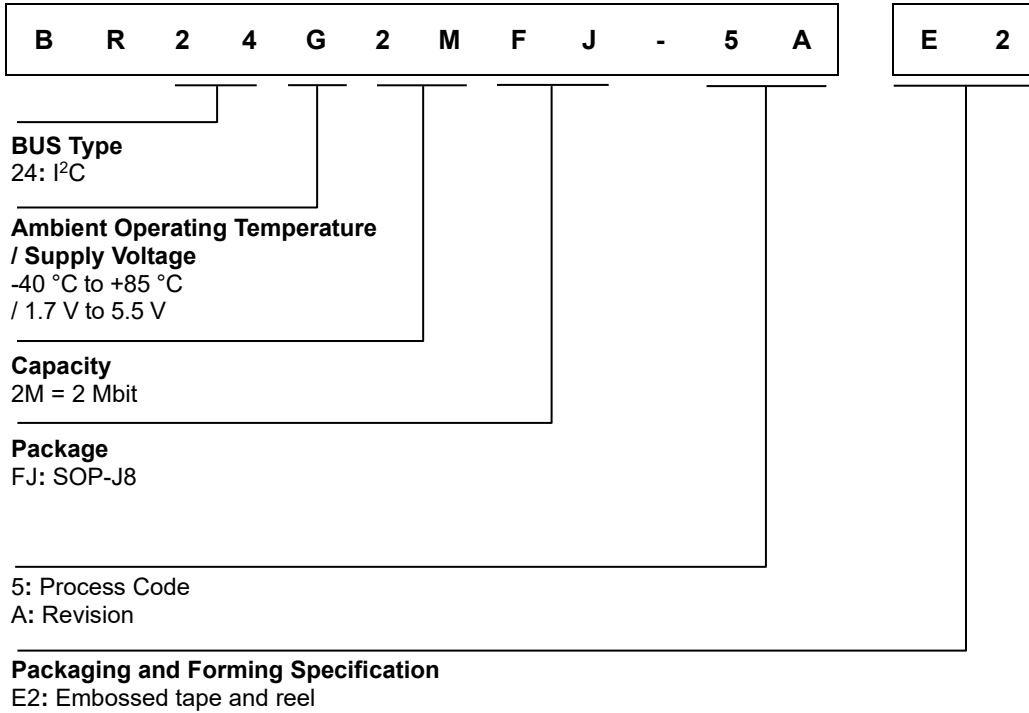 B R 2 4 G 2 M F J - 5 A E 2
BUS Type
24: I²C
Ambient Operating Temperature
/ Supply Voltage
-40 °C to +85 °C
/ 1.7 V to 5.5 V
Capacity
2M = 2 Mbit
Package
FJ: SOP-J8
5: Process Code
A: Revision
Packaging and Forming Specification
E2: Embossed tape and reel